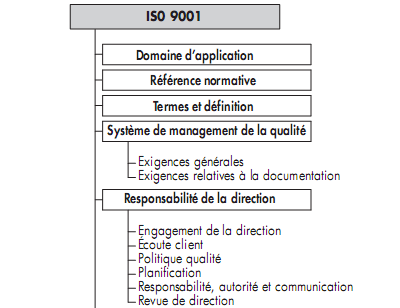 ISO 9001
Domaine d'application
Référence normative
Termes et définition
Système de management de la qualité
Exigences générales
Exigences relatives à la documentation
Responsabilité de la direction
Engagement de la direction
Écoute client
Politique qualité
Planification
Responsabilité, autorité et communication
Revue de direction